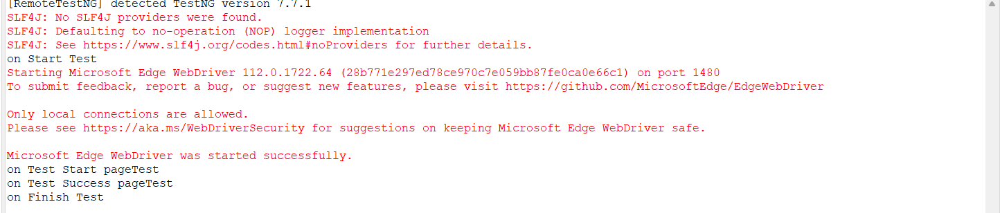 [RemoteTestNG] detected TestNG version 7.7.1
SLF4J: No SLF4J providers were found.
SLF4J: Defaulting to no-operation (NOP) logger implementation
SLF4J: See https://www.slf4j.org/codes.html#noProviders for further details.
on Start Test
Starting Microsoft Edge WebDriver 112.0.1722.64 (28b771e297ed78ce970c7e059bb87fe0ca0e66c1) on port 1480
To submit feedback, report a bug, or suggest new features, please visit https://github.com/MicrosoftEdge/EdgeWebDriver
Only local connections are allowed.
Please see https://aka.ms/WebDriverSecurity for suggestions on keeping Microsoft Edge WebDriver safe.
Microsoft Edge WebDriver was started successfully.
on Test Start pageTest
on Test Success pageTest
on Finish Test